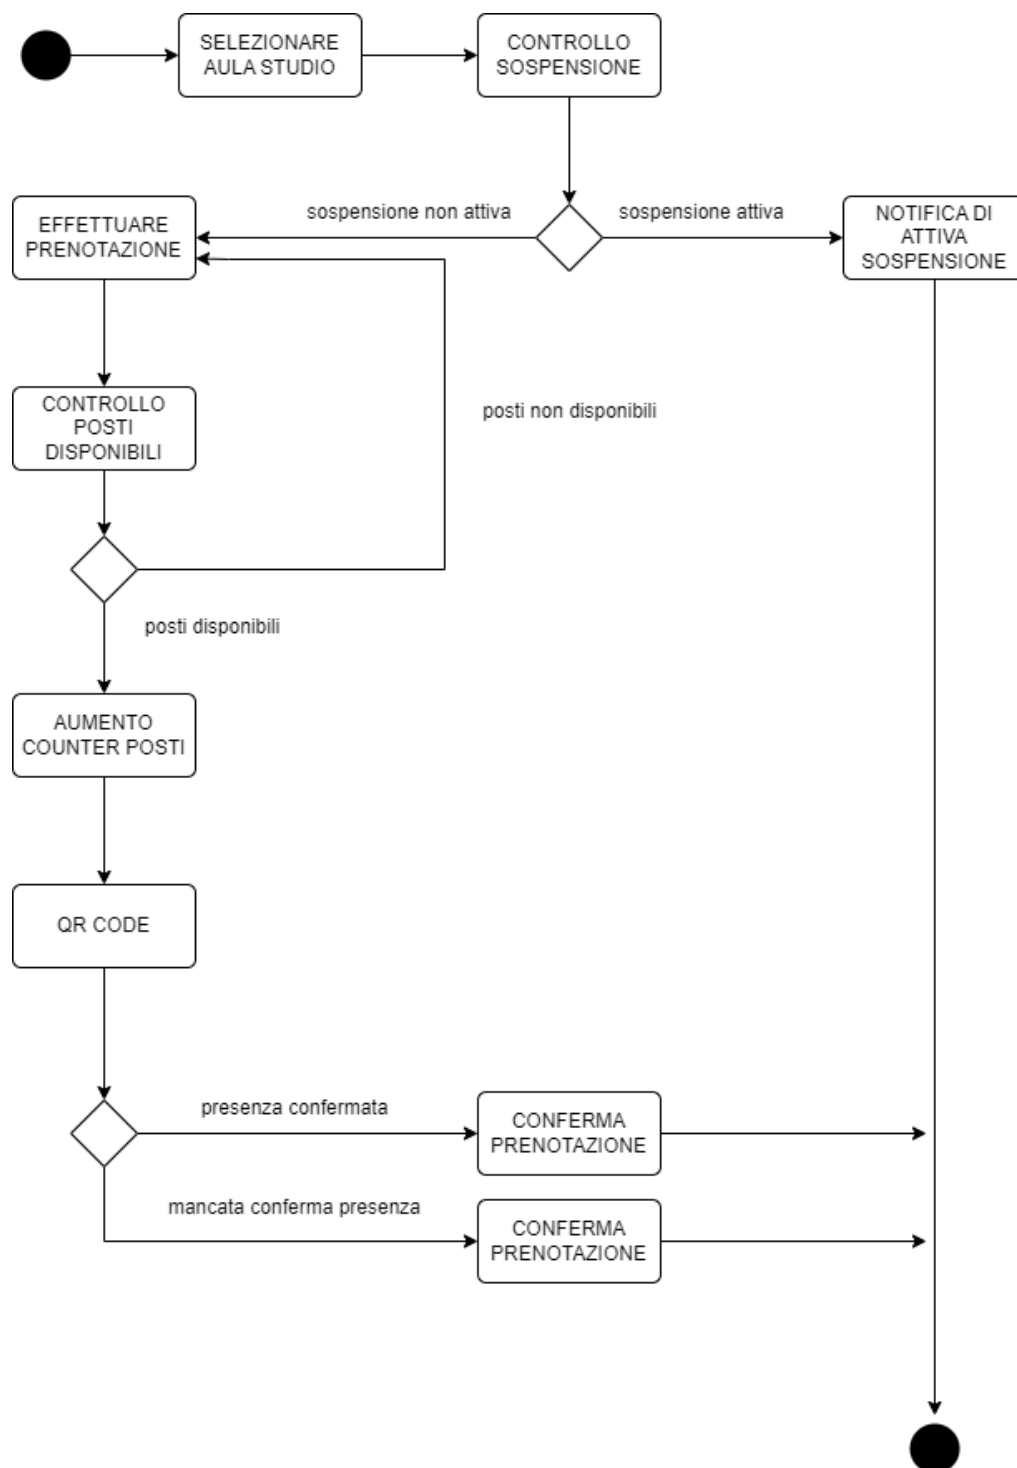 SELEZIONARE
AULA STUDIO
CONTROLLO
SOSPENSIONE
sospensione non attiva
sospensione attiva
EFFETTUARE
PRENOTAZIONE
NOTIFICA DI
ATTIVA
SOSPENSIONE
CONTROLLO
POSTI
DISPONIBILI
posti non disponibili
posti disponibili
AUMENTO
COUNTER POSTI
QR CODE
presenza confermata
CONFERMA
PRENOTAZIONE
mancata conferma presenza
CONFERMA
PRENOTAZIONE